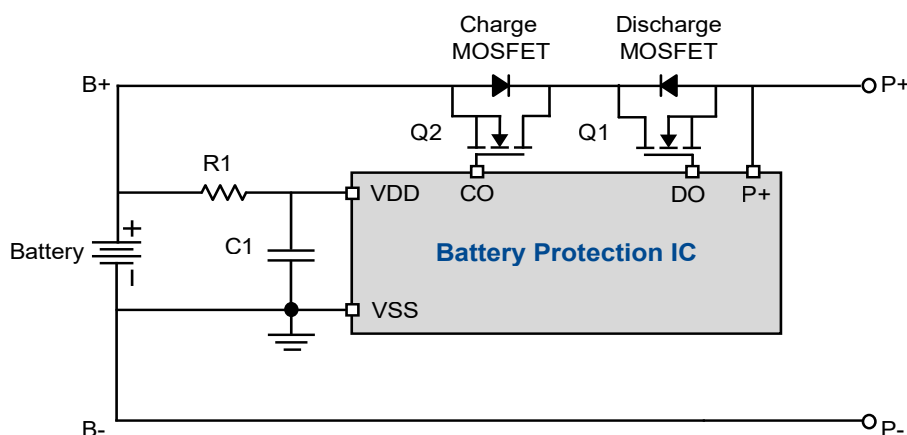 Charge
MOSFET
Discharge
MOSFET
B+
P+
Q2
Q1
R1
VDD
CO
DO
P+
Battery
+
C1
Battery Protection IC
VSS
B-
P-